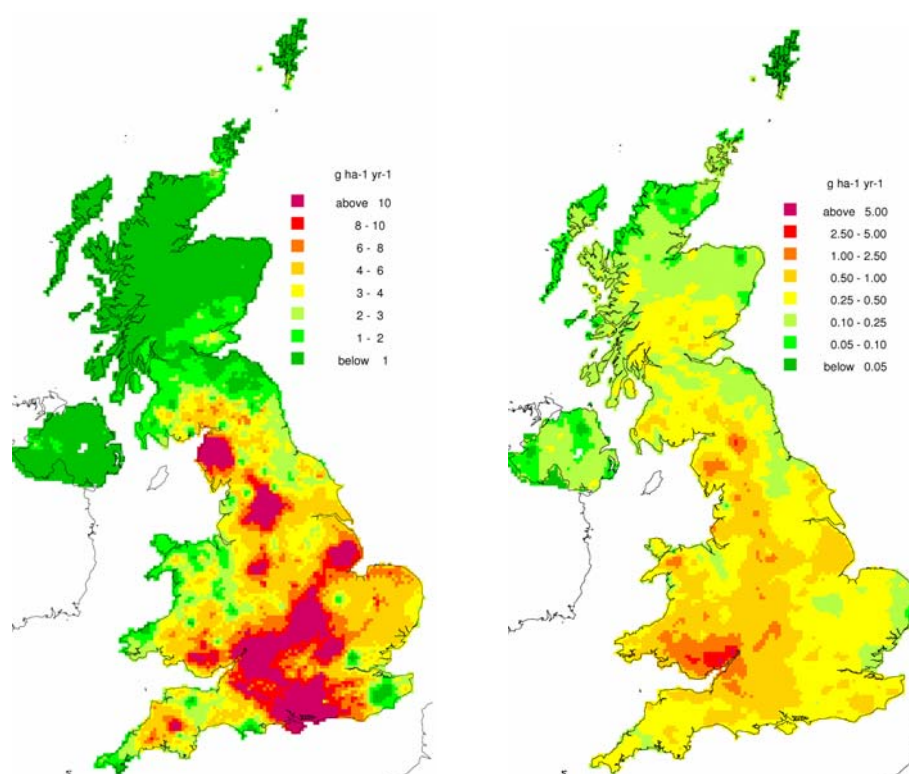 g ha-1 yr-1
above 10
8 - 10
6 - 8
4 - 6
3 - 4
2 - 3
1 - 2
below 1
g ha-1 yr-1
above 5.00
2.50 - 5.00
1.00 - 2.50
0.50 - 1.00
0.25 - 0.50
0.10 - 0.25
0.05 - 0.10
below 0.05